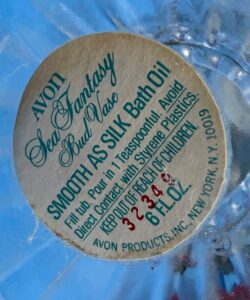 AVON
Sea Fantasy
Bud Vase
SMOOTH AS SILK Bath Oil
Fill tub. Pour in Teaspoonful. Avoid
Direct Contact with Styrene Plastics.
KEEP OUT OF REACH OF CHILDREN
32349
6 FL.OZ.
AVON PRODUCTS, INC., NEW YORK, N.Y. 10019